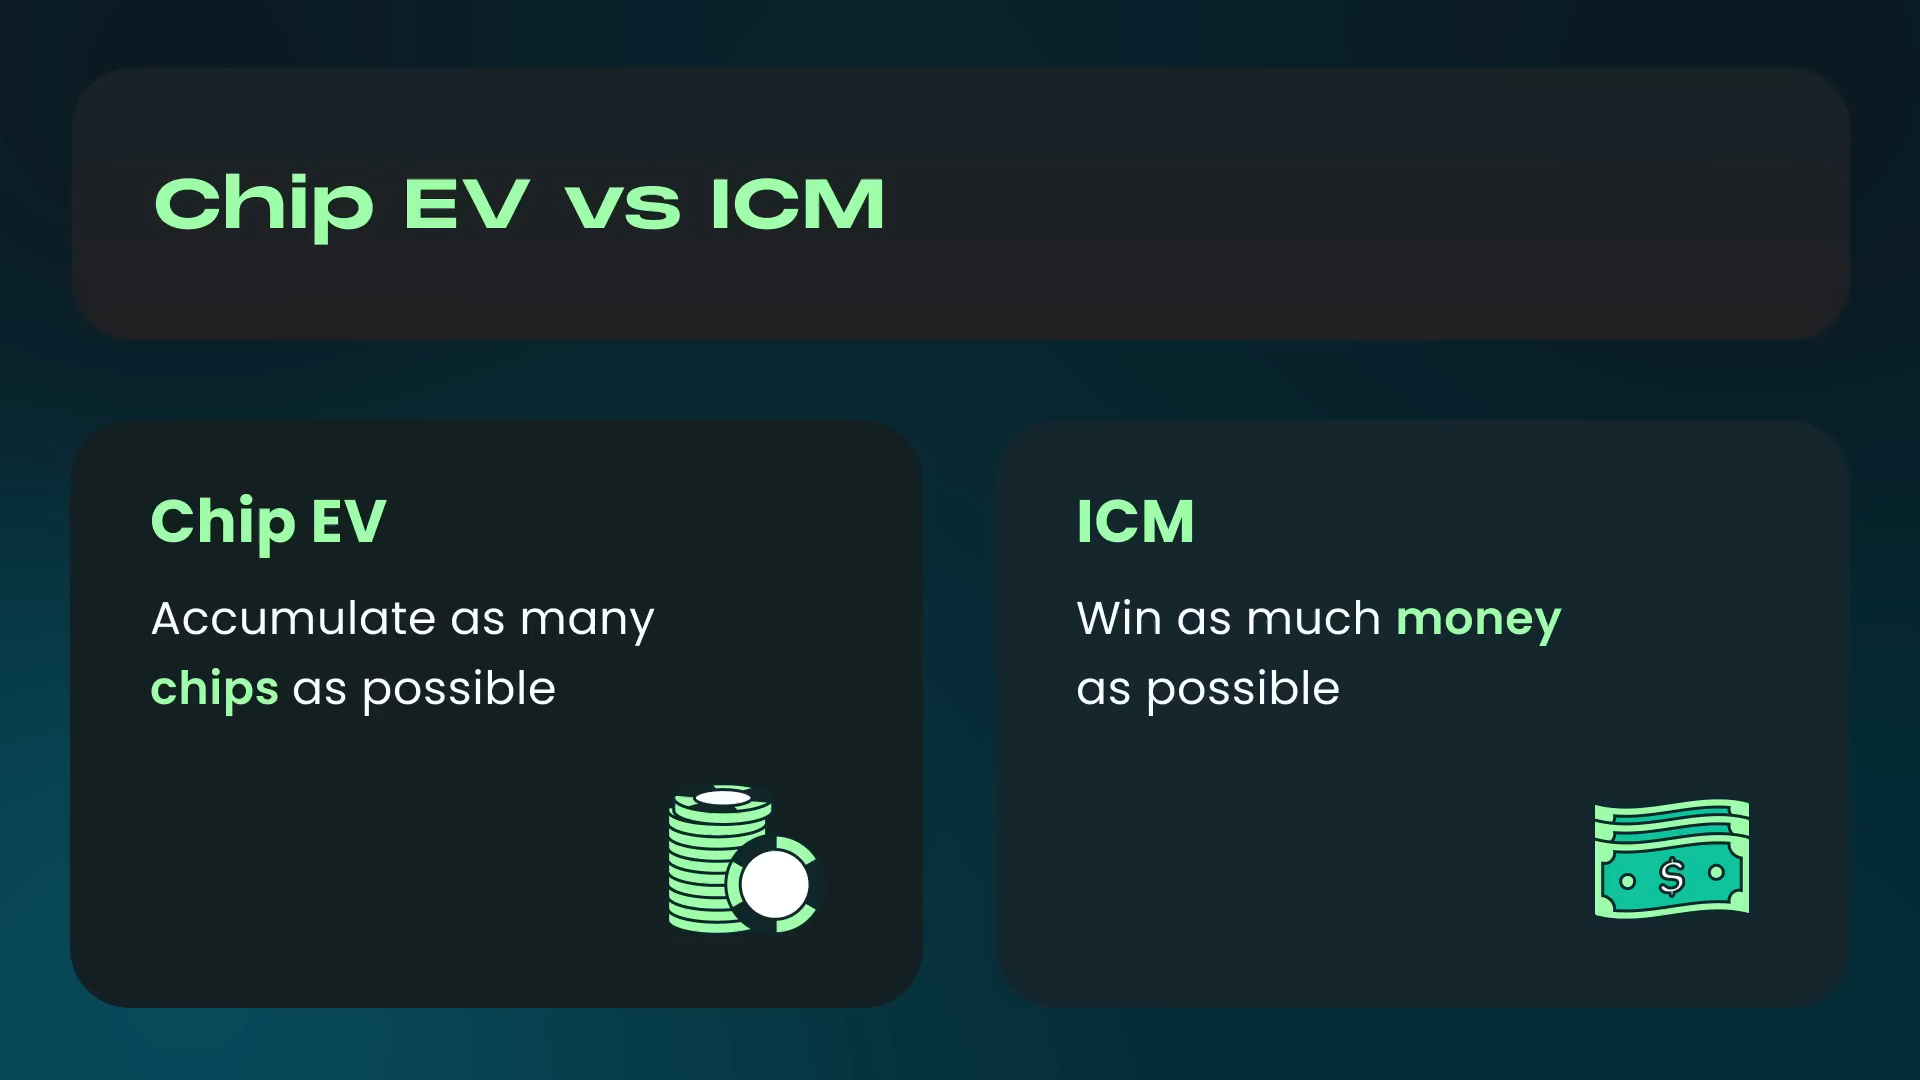 Chip EV vs ICM
Chip EV
Accumulate as many
chips as possible
ICM
Win as much money
as possible
$